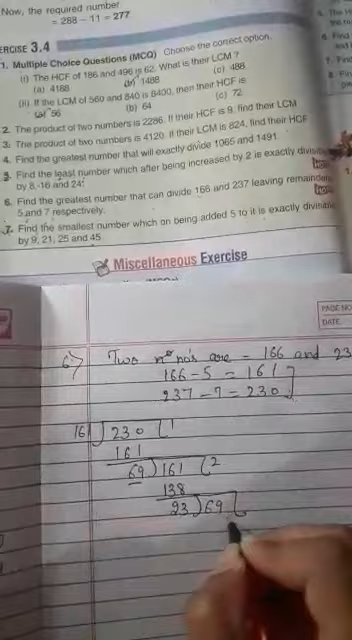 Now, the required number
= 288 - 11 = 277
ERCISE 3.4
1. Multiple Choice Questions (MCQ) Choose the correct option.
(i) The HCF of 186 and 496 is 62. What is their LCM ?
(a) 4188 (b) 1488 (c) 488
(ii) If the LCM of 560 and 840 is 8400, then their HCF is
(a) 56 (b) 64 (c) 72
2. The product of two numbers is 2286. If their HCF is 9, find their LCM
3. The product of two numbers is 4120. If their LCM is 824, find their HCF
4. Find the greatest number that will exactly divide 1065 and 1491.
5. Find the least number which after being increased by 2 is exactly divisible
by 8, 16 and 24.
6. Find the greatest number that can divide 166 and 237 leaving remainders
5 and 7 respectively.
7. Find the smallest number which on being added 5 to it is exactly divisible
by 9, 21, 25 and 45
Miscellaneous Exercise
PAGE NO
DATE
6) Two no's are = 166 and 23
166 - 5 = 161
237 - 7 = 230
161)230(1
161
69)161(2
138
23)69(